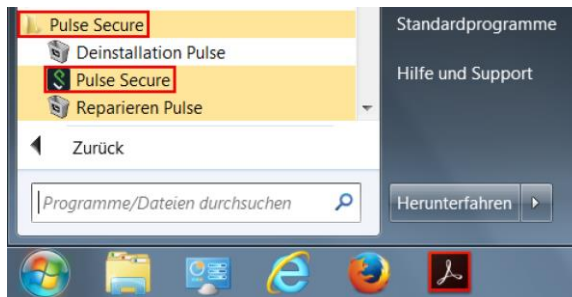 Pulse Secure
Deinstallation Pulse
Pulse Secure
Reparieren Pulse
Zurück
Programme/Dateien durchsuchen
Standardprogramme
Hilfe und Support
Herunterfahren